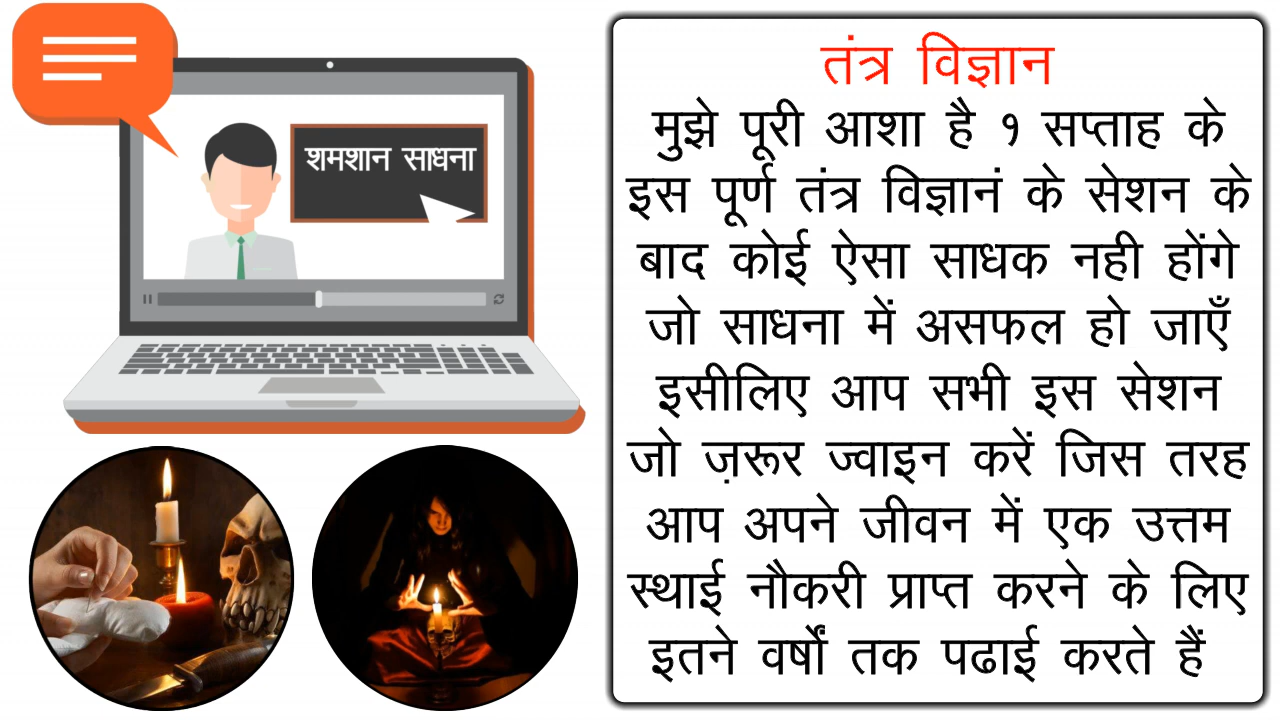 शमशान साधना
तंत्र विज्ञान
मुझे पूरी आशा है १ सप्ताह के
इस पूर्ण तंत्र विज्ञानं के सेशन के
बाद कोई ऐसा साधक नही होंगे
जो साधना में असफल हो जाएँ
इसीलिए आप सभी इस सेशन
जो ज़रूर ज्वाइन करें जिस तरह
आप अपने जीवन में एक उत्तम
स्थाई नौकरी प्राप्त करने के लिए
इतने वर्षों तक पढाई करते हैं